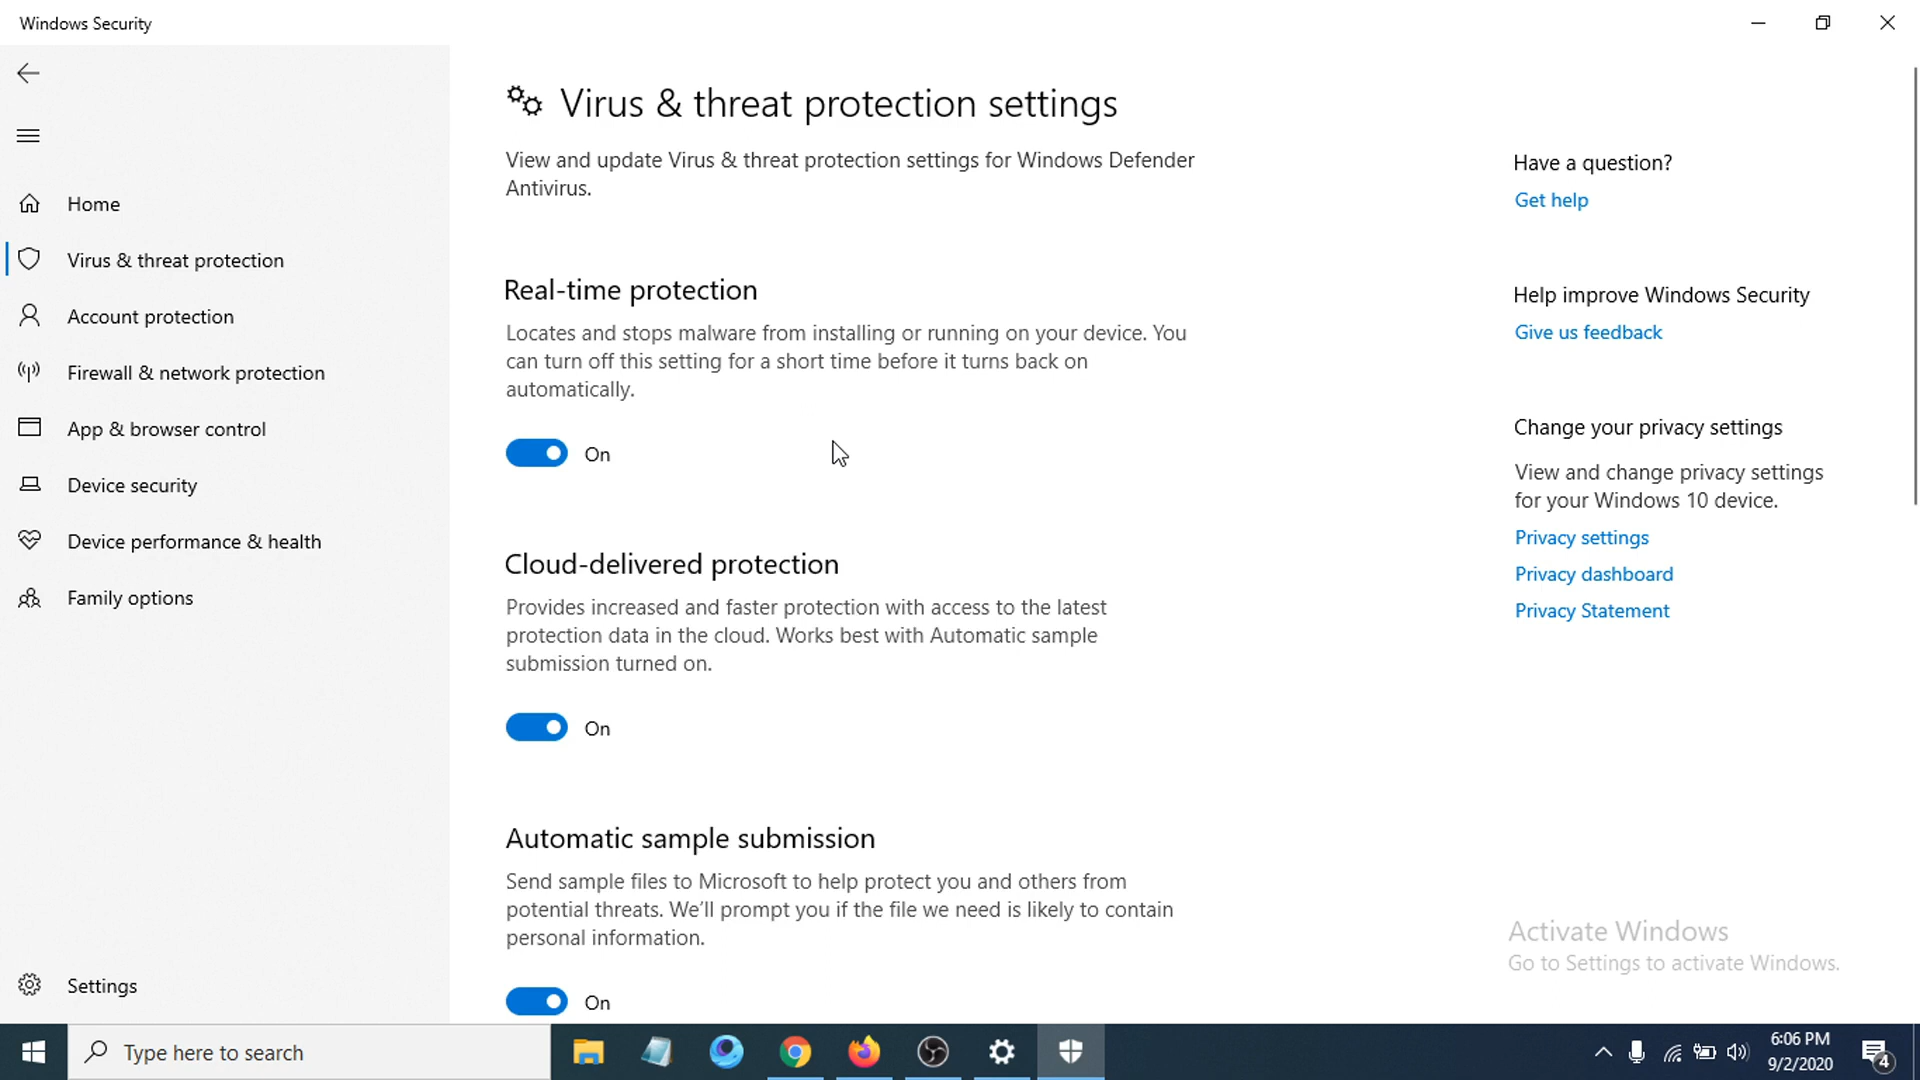 Windows Security
Home
Virus & threat protection
Account protection
Firewall & network protection
App & browser control
Device security
Device performance & health
Family options
Settings
Virus & threat protection settings
View and update Virus & threat protection settings for Windows Defender
Antivirus.
Real-time protection
Locates and stops malware from installing or running on your device. You
can turn off this setting for a short time before it turns back on
automatically.
On
Cloud-delivered protection
Provides increased and faster protection with access to the latest
protection data in the cloud. Works best with Automatic sample
submission turned on.
On
Automatic sample submission
Send sample files to Microsoft to help protect you and others from
potential threats. We’ll prompt you if the file we need is likely to contain
personal information.
On
Have a question?
Get help
Help improve Windows Security
Give us feedback
Change your privacy settings
View and change privacy settings
for your Windows 10 device.
Privacy settings
Privacy dashboard
Privacy Statement
Activate Windows
Go to Settings to activate Windows.
Type here to search
6:06 PM
9/2/2020
4